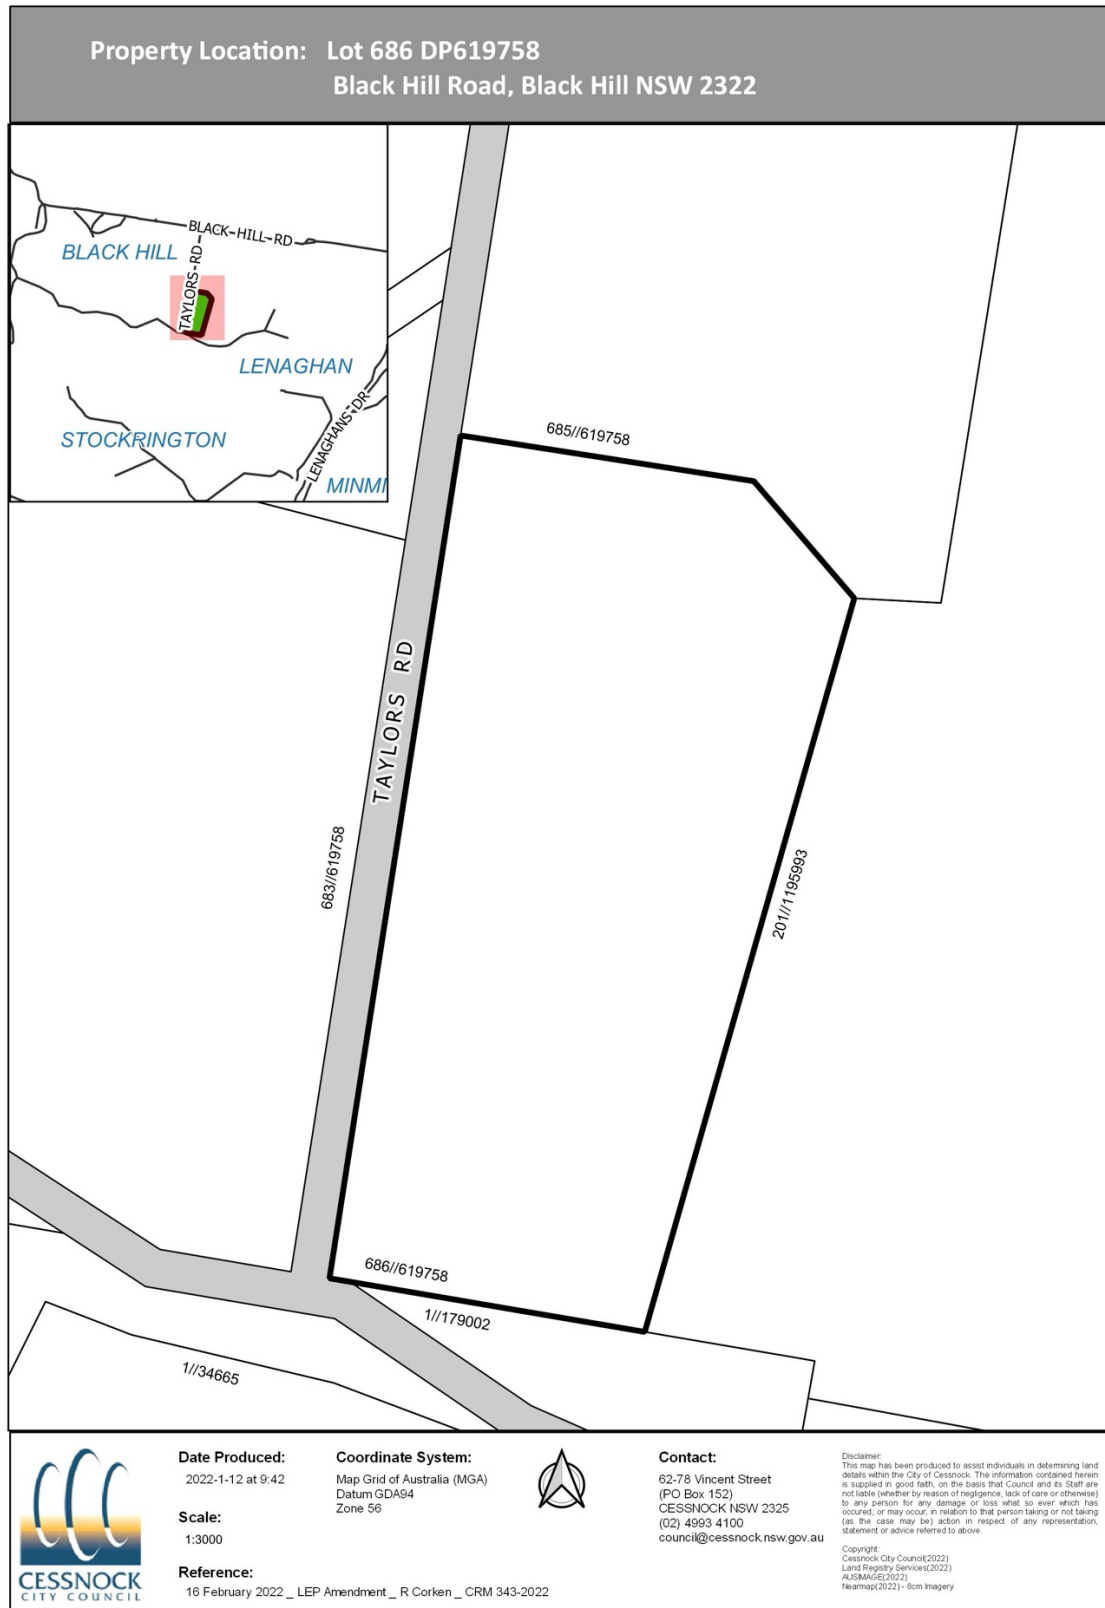 Property Location: Lot 686 DP619758
Black Hill Road, Black Hill NSW 2322
BLACK-HILL-RD
BLACK HILL
TAYLORS-RD
LENAGHAN
STOCKRINGTON
LENAGHANS-DR
MINMI
685//619758
TAYLORS RD
683//619758
201//1195993
686//619758
1//179002
1//34665
CESSNOCK
CITY COUNCIL
Date Produced:
2022-1-12 at 9:42
Scale:
1:3000
Reference:
16 February 2022 _ LEP Amendment _ R Corken _ CRM 343-2022
Coordinate System:
Map Grid of Australia (MGA)
Datum GDA94
Zone 56
Contact:
62-78 Vincent Street
(PO Box 152)
CESSNOCK NSW 2325
(02) 4993 4100
council@cessnock.nsw.gov.au
Disclaimer:
This map has been produced to assist individuals in determining land
details within the City of Cessnock. The information contained herein
is supplied in good faith, on the basis that Council and its Staff are
not liable (whether by reason of negligence, lack of care or otherwise)
to any person for any damage or loss what so ever which has
occured, or may occur, in relation to that person taking or not taking
(as the case may be) action in respect of any representation,
statement or advice referred to above.
Copyright:
Cessnock City Council(2022)
Land Registry Services(2022)
AUSIMAGE(2022)
Nearmap(2022) - 8cm Imagery